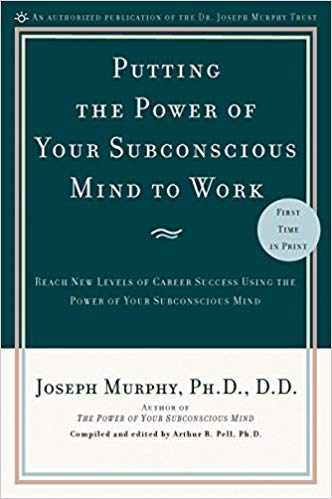 An authorized publication of the Dr. Joseph Murphy Trust
Putting
the Power of
Your Subconscious
Mind to Work
First
Time
in Print
Reach New Levels of Career Success Using the
Power of Your Subconscious Mind
Joseph Murphy, Ph.D., D.D.
Author of
The Power of Your Subconscious Mind
Compiled and edited by Arthur R. Pell, Ph.D.